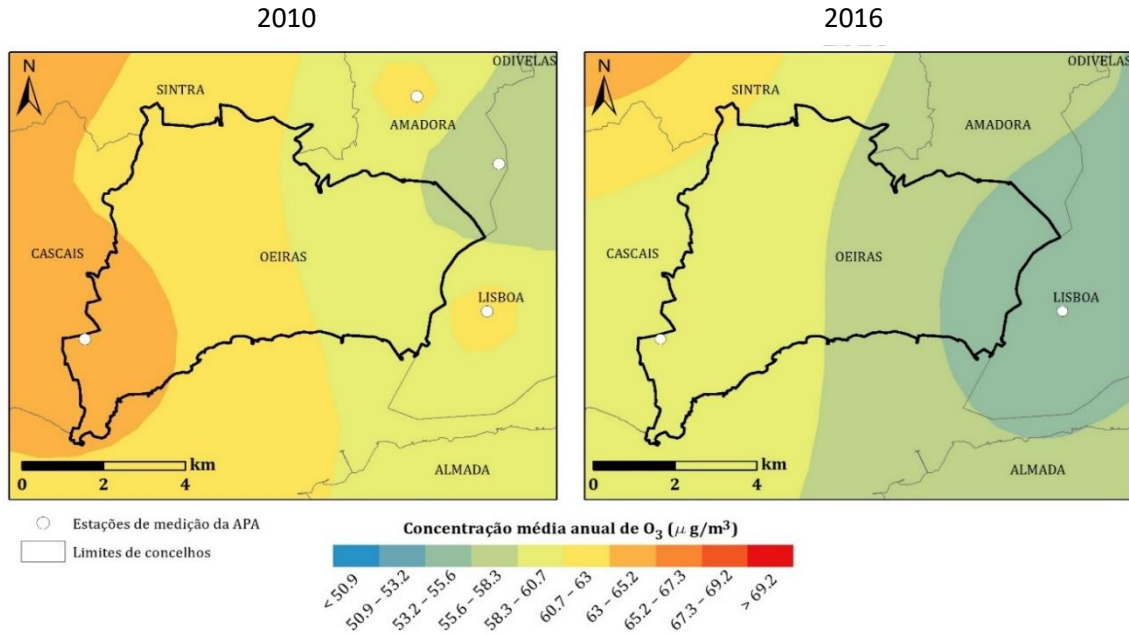 2010
2016
N
SINTRA
ODIVELAS
AMADORA
CASCAIS
OEIRAS
LISBOA
km
0 2 4
ALMADA
N
SINTRA
ODIVELAS
AMADORA
CASCAIS
OEIRAS
LISBOA
km
0 2 4
ALMADA
Estações de medição da APA
Limites de concelhos
Concentração média anual de O₃ (μ g/m³)
< 50.9
50.9 – 53.2
53.2 – 55.6
55.6 – 58.3
58.3 – 60.7
60.7 – 63
63 – 65.2
65.2 – 67.3
67.3 – 69.2
> 69.2